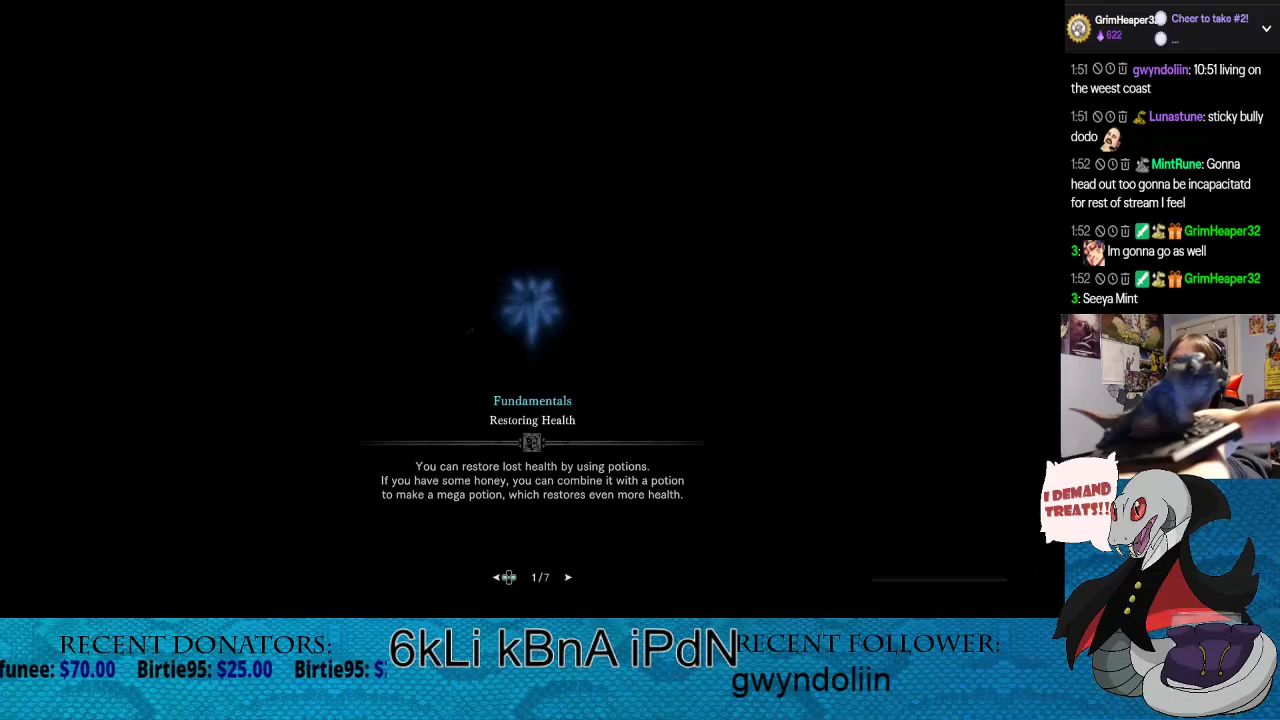 GrimHeaper3
622
Cheer to take #2!
...
1:51 gwyndoliin: 10:51 living on
the weest coast
1:51 Lunastune: sticky bully
dodo
1:52 MintRune: Gonna
head out too gonna be incapacitatd
for rest of stream I feel
1:52 GrimHeaper32
3: Im gonna go as well
1:52 GrimHeaper32
3: Seeya Mint
Fundamentals
Restoring Health
You can restore lost health by using potions.
If you have some honey, you can combine it with a potion
to make a mega potion, which restores even more health.
1/7
I DEMAND
TREATS!!
RECENT DONATORS:
funee: $70.00 Birtie95: $25.00 Birtie95: $
6kLi kBnA iPdN
RECENT FOLLOWER:
gwyndoliin